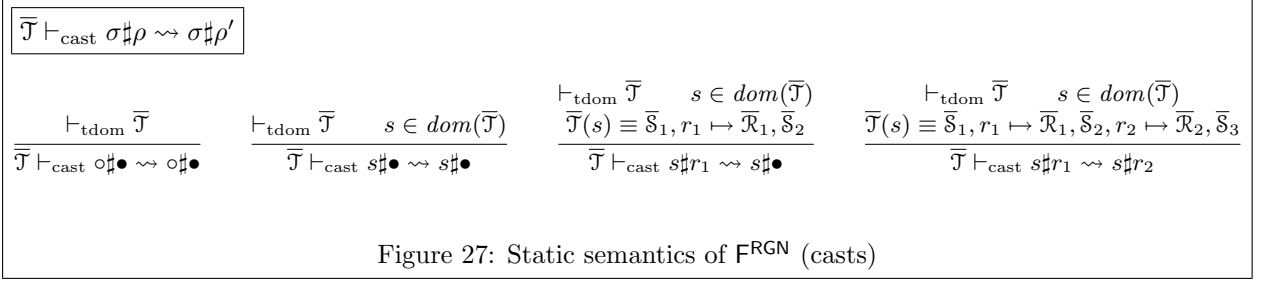 𝒯̅ ⊢cast σ♯ρ ⇝ σ♯ρ′
⊢tdom 𝒯̅
𝒯̅ ⊢cast ○♯● ⇝ ○♯●
⊢tdom 𝒯̅ s ∈ dom(𝒯̅)
𝒯̅ ⊢cast s♯● ⇝ s♯●
⊢tdom 𝒯̅ s ∈ dom(𝒯̅)
𝒯̅(s) ≡ 𝒮̅₁, r₁ ↦ ℛ̅₁, 𝒮̅₂
𝒯̅ ⊢cast s♯r₁ ⇝ s♯●
⊢tdom 𝒯̅ s ∈ dom(𝒯̅)
𝒯̅(s) ≡ 𝒮̅₁, r₁ ↦ ℛ̅₁, 𝒮̅₂, r₂ ↦ ℛ̅₂, 𝒮̅₃
𝒯̅ ⊢cast s♯r₁ ⇝ s♯r₂
Figure 27: Static semantics of F^RGN (casts)